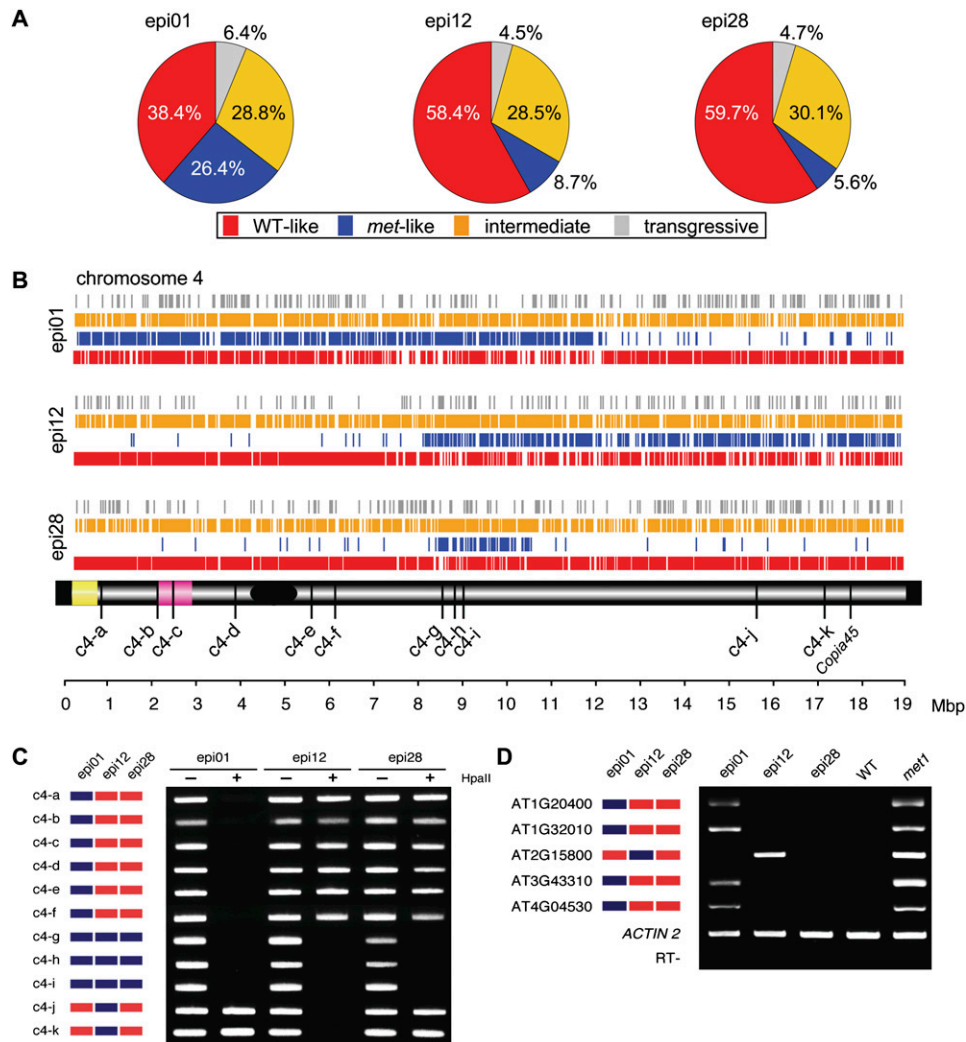 A
epi01
epi12
epi28
6.4%
38.4%
28.8%
26.4%
4.5%
58.4%
28.5%
8.7%
4.7%
59.7%
30.1%
5.6%
WT-like met-like intermediate transgressive
B
chromosome 4
epi01
epi12
epi28
c4-a c4-b c4-c c4-d c4-e c4-f c4-g c4-h c4-i c4-j c4-k Copia45
0 1 2 3 4 5 6 7 8 9 10 11 12 13 14 15 16 17 18 19 Mbp
C
epi01 epi12 epi28
epi01 epi12 epi28
− + − + − + HpaII
c4-a
c4-b
c4-c
c4-d
c4-e
c4-f
c4-g
c4-h
c4-i
c4-j
c4-k
D
epi01 epi12 epi28
epi01 epi12 epi28 WT met1
AT1G20400
AT1G32010
AT2G15800
AT3G43310
AT4G04530
ACTIN 2
RT-